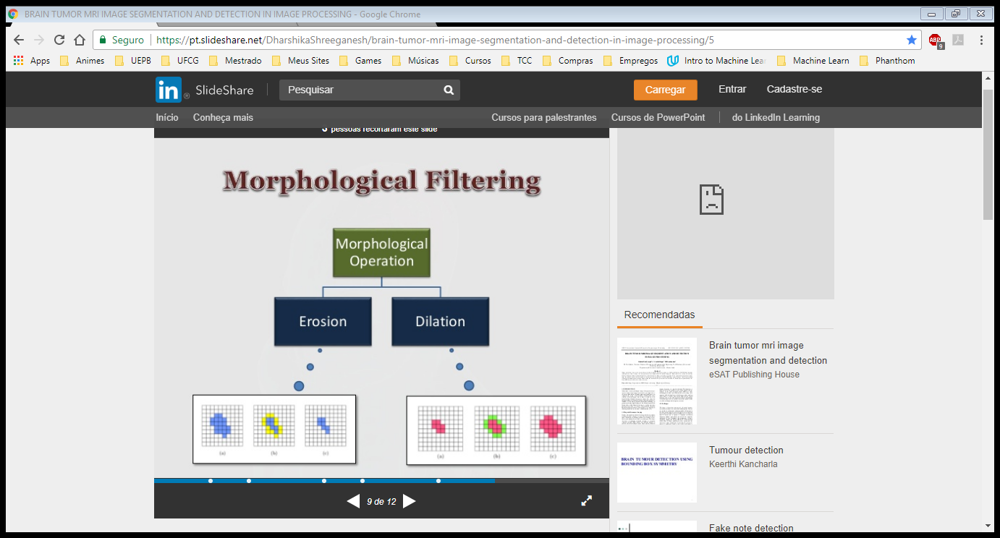 BRAIN TUMOR MRI IMAGE SEGMENTATION AND DETECTION IN IMAGE PROCESSING - Google Chrome
Seguro
https://pt.slideshare.net/DharshikaShreeganesh/brain-tumor-mri-image-segmentation-and-detection-in-image-processing/5
ABP
9
Apps Animes UEPB UFCG Mestrado Meus Sites Games Músicas Cursos TCC Compras Empregos Intro to Machine Lea Machine Learn Phanthom
in ® SlideShare
Pesquisar
Carregar
Entrar
Cadastre-se
Início Conheça mais Cursos para palestrantes Cursos de PowerPoint do LinkedIn Learning
pessoas recortaram este slide
Morphological Filtering
Morphological
Operation
Erosion
Dilation
(a) (b) (c)
(a) (b) (c)
9 de 12
Recomendadas
Brain tumor mri image
segmentation and detection
eSAT Publishing House
BRAIN TUMOUR DETECTION USING
BOUNDING BOX SYMMETRY
Tumour detection
Keerthi Kancharla
Fake note detection